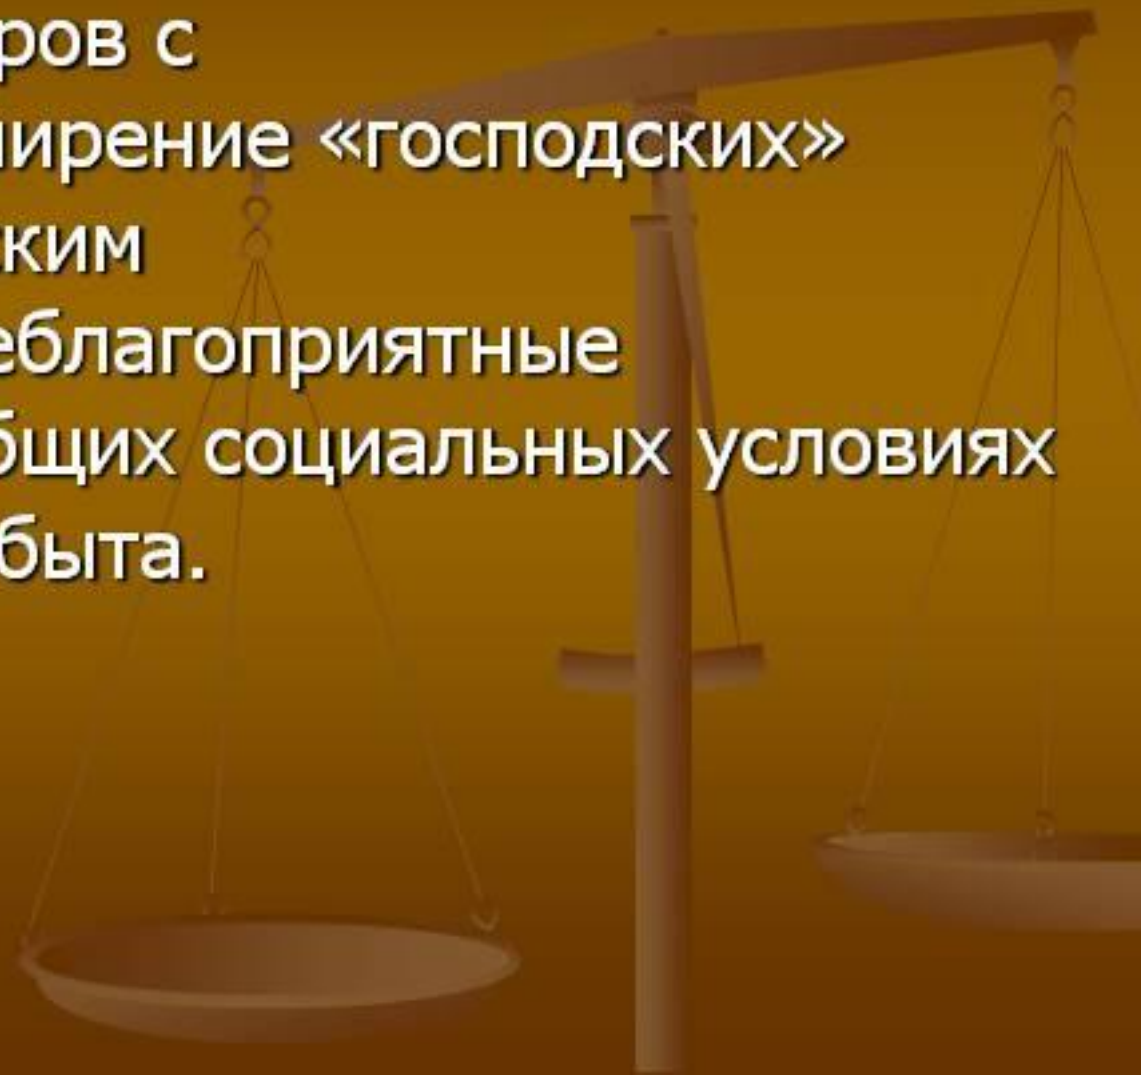 ров с
ирение «господских»
ким
еблагоприятные
бщих социальных условиях
быта.